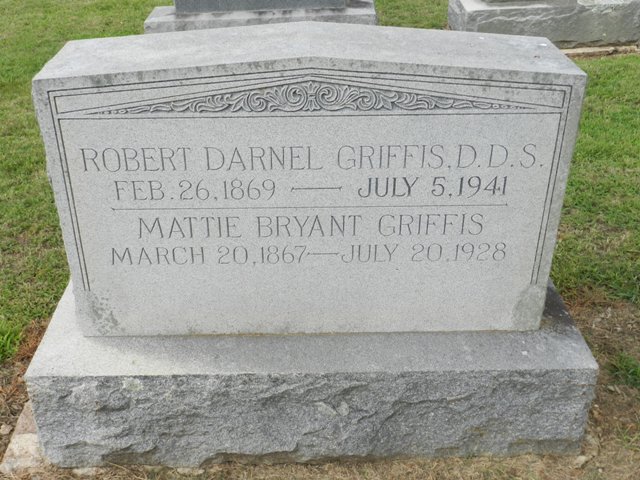 ROBERT DARNEL GRIFFIS, D.D.S.
FEB. 26, 1869 — JULY 5, 1941
MATTIE BRYANT GRIFFIS
MARCH 20, 1867 — JULY 20, 1928